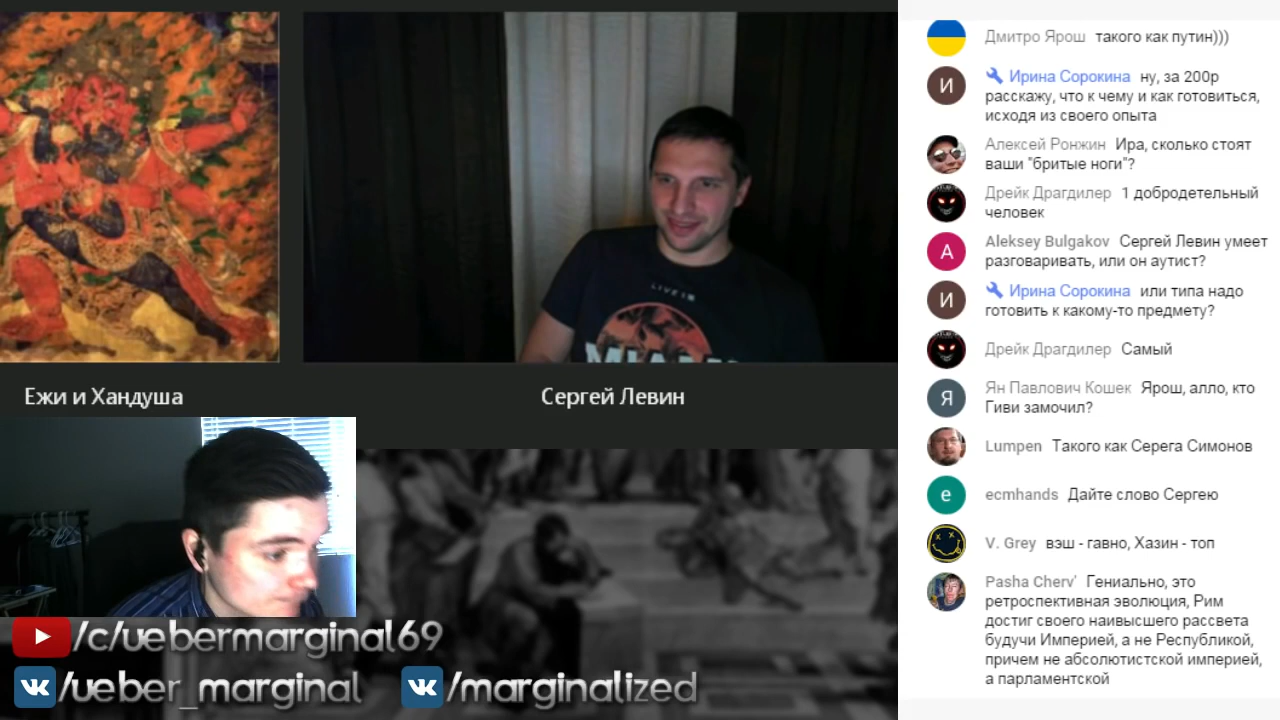 LIVE IN
MIAMI
Ежи и Хандуша
Сергей Левин
/c/uebermarginal69
/ueber_marginal
/marginalized
Дмитро Ярош такого как путин)))
Ирина Сорокина ну, за 200р
расскажу, что к чему и как готовиться,
исходя из своего опыта
Алексей Ронжин Ира, сколько стоят
ваши "бритые ноги"?
Дрейк Драгдилер 1 добродетельный
человек
Aleksey Bulgakov Сергей Левин умеет
разговаривать, или он аутист?
Ирина Сорокина или типа надо
готовить к какому-то предмету?
Дрейк Драгдилер Самый
Ян Павлович Кошек Ярош, алло, кто
Гиви замочил?
Lumpen Такого как Серега Симонов
ecmhands Дайте слово Сергею
V. Grey вэш - гавно, Хазин - топ
Pasha Cherv' Гениально, это
ретроспективная эволюция, Рим
достиг своего наивысшего рассвета
будучи Империей, а не Республикой,
причем не абсолютистской империей,
а парламентской
И
A
И
Я
e